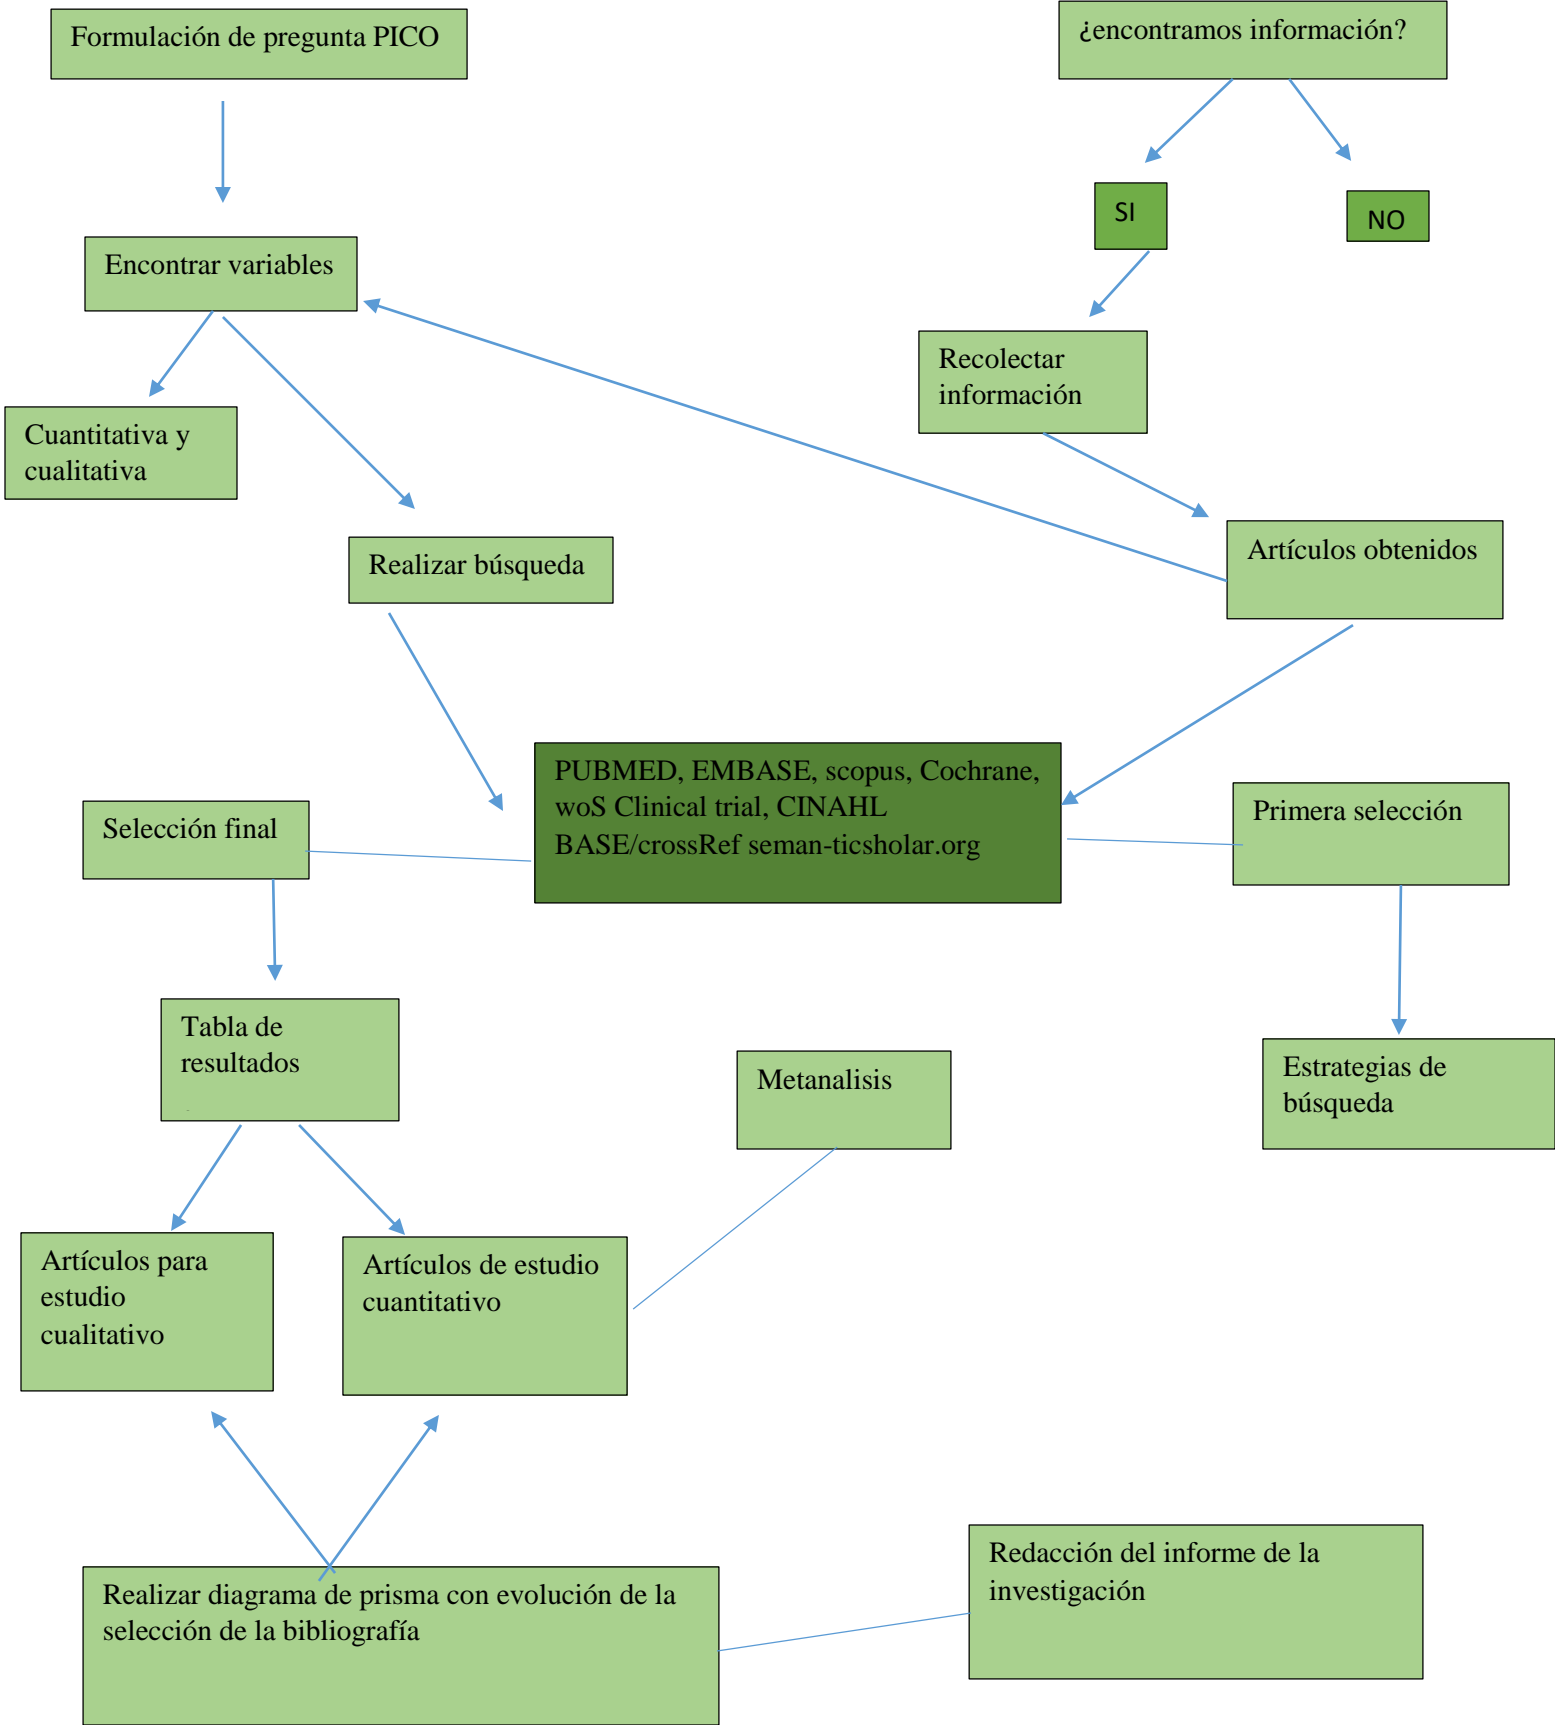 Formulación de pregunta PICO
¿encontramos información?
SI
NO
Encontrar variables
Recolectar
información
Cuantitativa y
cualitativa
Realizar búsqueda
Artículos obtenidos
PUBMED, EMBASE, scopus, Cochrane,
woS Clinical trial, CINAHL
BASE/crossRef seman-ticsholar.org
Selección final
Primera selección
Tabla de
resultados
Metanalisis
Estrategias de
búsqueda
Artículos para
estudio
cualitativo
Artículos de estudio
cuantitativo
Realizar diagrama de prisma con evolución de la
selección de la bibliografía
Redacción del informe de la
investigación